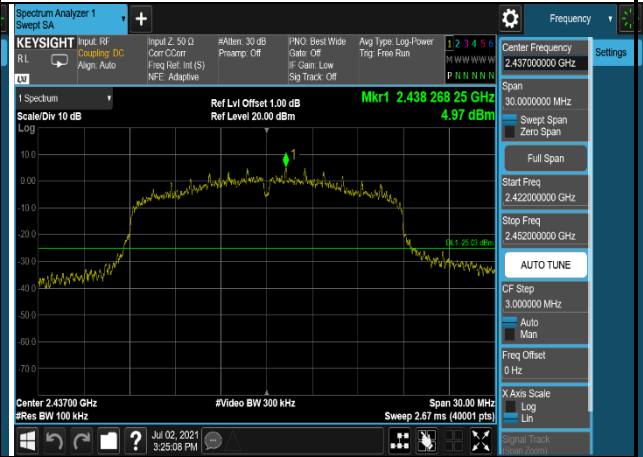 Spectrum Analyzer 1
Swept SA
Frequency
KEYSIGHT
Input: RF
Coupling: DC
Align: Auto
Input Z: 50 Ω
Corr CCorr
Freq Ref: Int (S)
NFE: Adaptive
#Atten: 30 dB
Preamp: Off
PNO: Best Wide
Gate: Off
IF Gain: Low
Sig Track: Off
Avg Type: Log-Power
Trig: Free Run
1 2 3 4 5 6
M W W W W W
P N N N N N
RL
LXI
Center Frequency
2.437000000 GHz
Settings
1 Spectrum
Scale/Div 10 dB
Log
Ref Lvl Offset 1.00 dB
Ref Level 20.00 dBm
Mkr1 2.438 268 25 GHz
4.97 dBm
Span
30.0000000 MHz
Swept Span
Zero Span
Full Span
Start Freq
2.422000000 GHz
Stop Freq
2.452000000 GHz
AUTO TUNE
CF Step
3.000000 MHz
Auto
Man
Freq Offset
0 Hz
X Axis Scale
Log
Lin
Signal Track
(Span Zoom)
10.0
0.00
-10.0
-20.0
-30.0
-40.0
-50.0
-60.0
-70.0
1
DL1 -25.03 dBm
Center 2.43700 GHz
#Res BW 100 kHz
#Video BW 300 kHz
Span 30.00 MHz
Sweep 2.67 ms (40001 pts)
Jul 02, 2021
3:25:08 PM